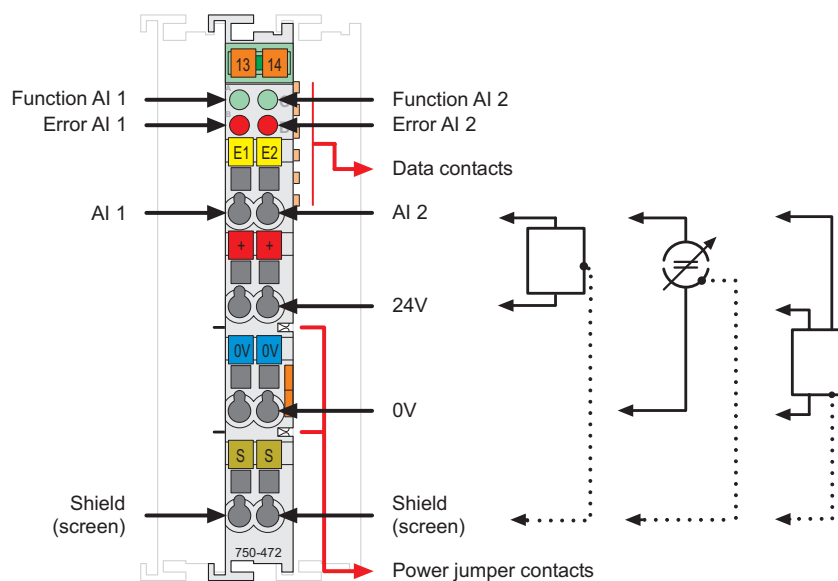 13 14
A C
Function AI 1
Function AI 2
B D
Error AI 1
Error AI 2
E1 E2
Data contacts
AI 1
AI 2
+ +
24V
0V 0V
0V
S S
Shield
(screen)
Shield
(screen)
750-472
Power jumper contacts